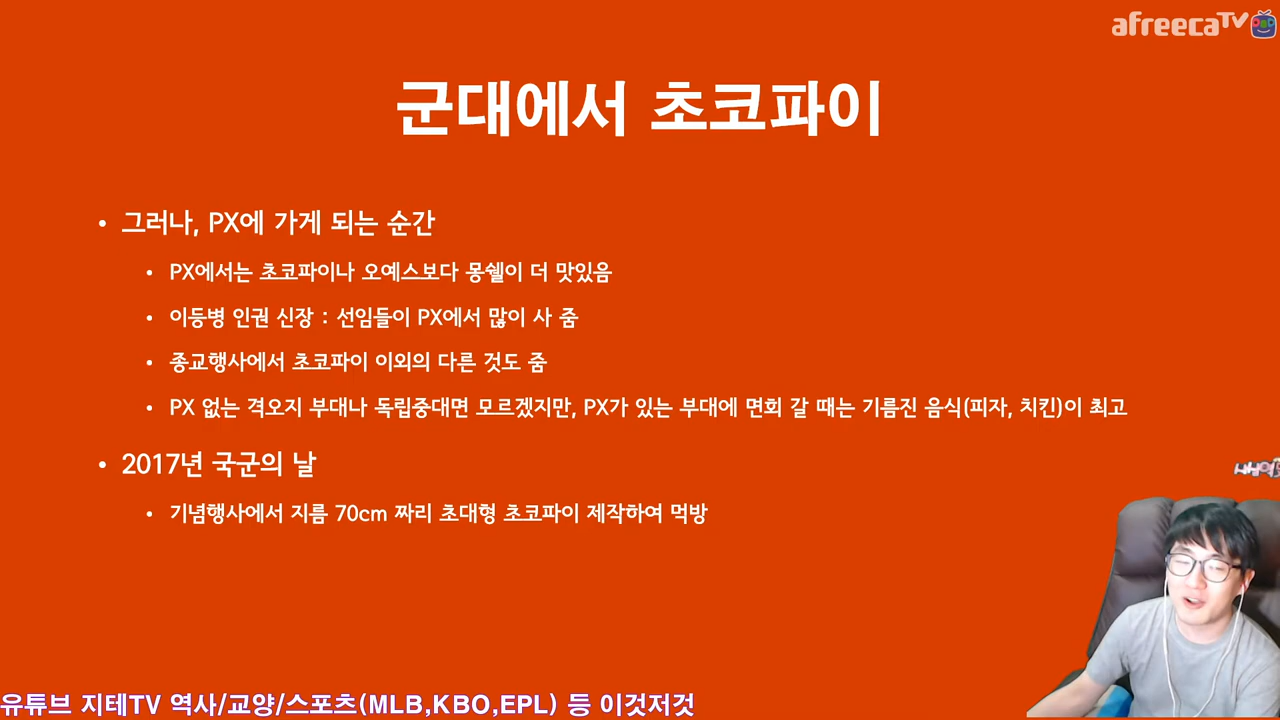 afreecaTV
군대에서 초코파이
• 그러나, PX에 가게 되는 순간
• PX에서는 초코파이나 오예스보다 몽쉘이 더 맛있음
• 이등병 인권 신장 : 선임들이 PX에서 많이 사 줌
• 종교행사에서 초코파이 이외의 다른 것도 줌
• PX 없는 격오지 부대나 독립중대면 모르겠지만, PX가 있는 부대에 면회 갈 때는 기름진 음식(피자, 치킨)이 최고
• 2017년 국군의 날
• 기념행사에서 지름 70cm 짜리 초대형 초코파이 제작하여 먹방
유튜브 지테TV 역사/교양/스포츠(MLB,KBO,EPL) 등 이것저것